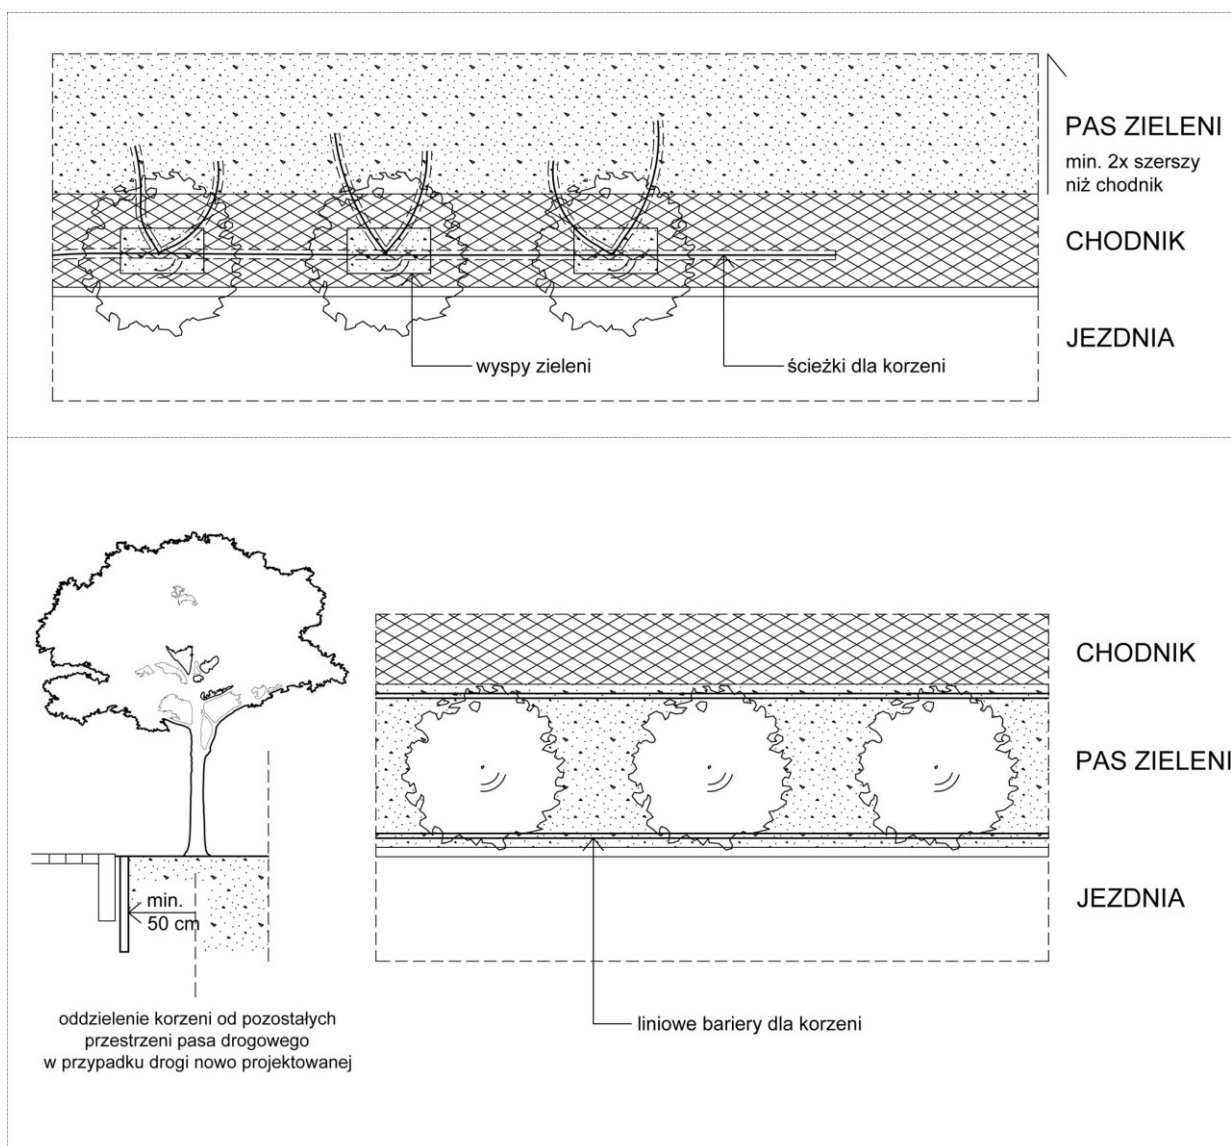 PAS ZIELENI
min. 2x szerszy
niż chodnik
CHODNIK
JEZDNIA
wyspy zieleni
ścieżki dla korzeni
CHODNIK
PAS ZIELENI
JEZDNIA
min.
50 cm
oddzielenie korzeni od pozostałych
przestrzeni pasa drogowego
w przypadku drogi nowo projektowanej
liniowe bariery dla korzeni